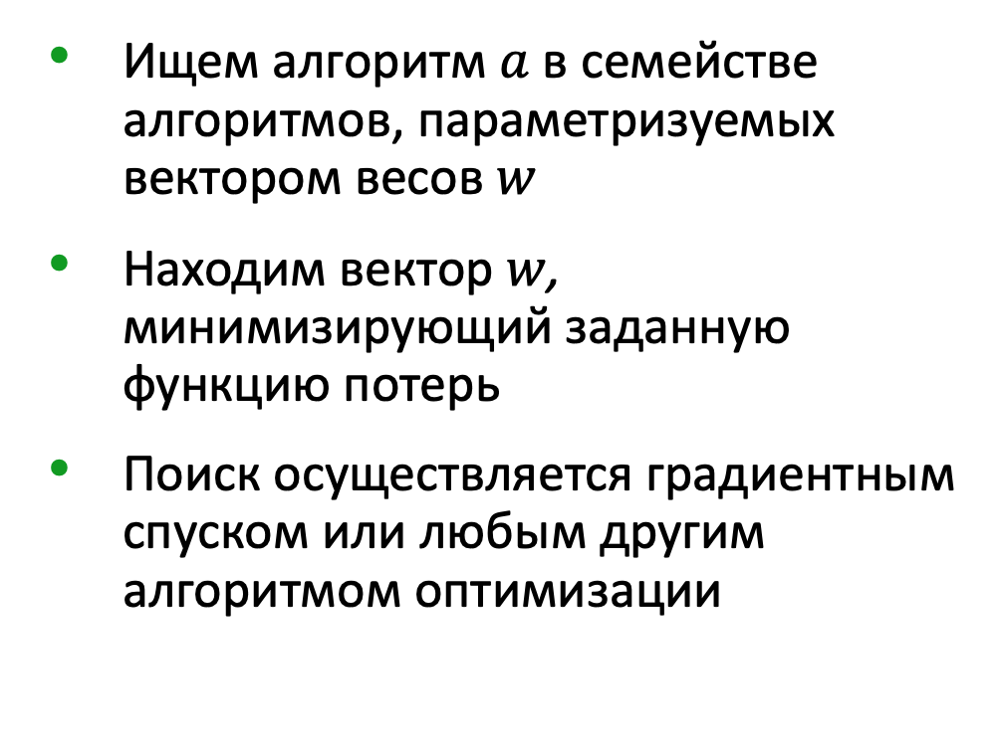 • Ищем алгоритм a в семействе
алгоритмов, параметризуемых
вектором весов w
• Находим вектор w,
минимизирующий заданную
функцию потерь
• Поиск осуществляется градиентным
спуском или любым другим
алгоритмом оптимизации